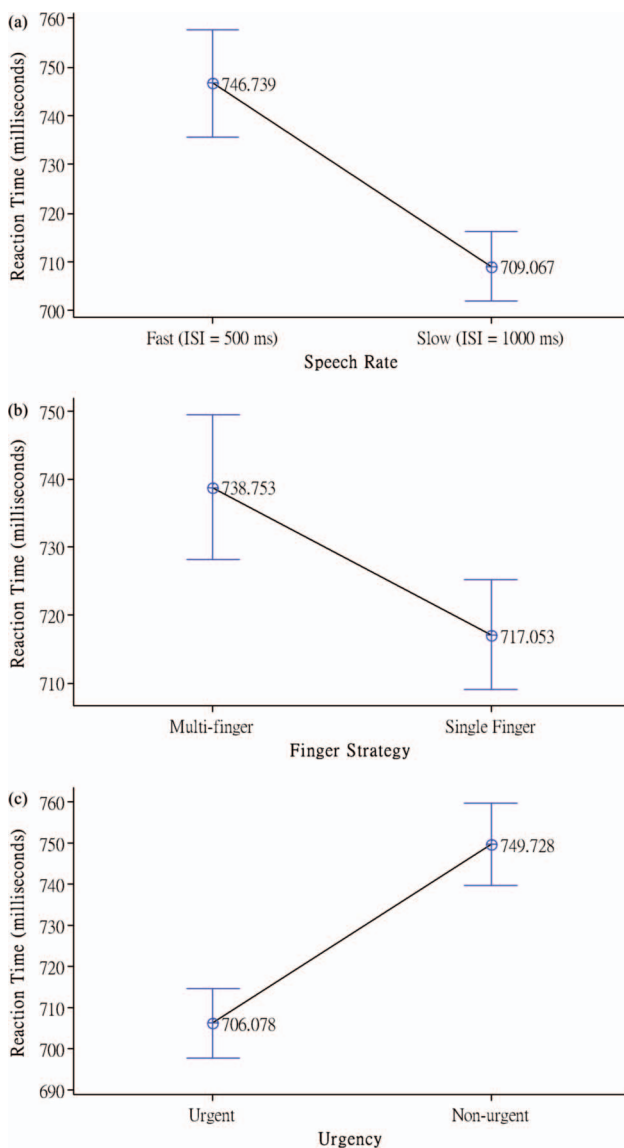 (a)
Reaction Time (milliseconds)
760
750
740
730
720
710
700
746.739
709.067
Fast (ISI = 500 ms)
Slow (ISI = 1000 ms)
Speech Rate
(b)
Reaction Time (milliseconds)
750
740
730
720
710
738.753
717.053
Multi-finger
Single Finger
Finger Strategy
(c)
Reaction Time (milliseconds)
760
750
740
730
720
710
700
690
749.728
706.078
Urgent
Non-urgent
Urgency